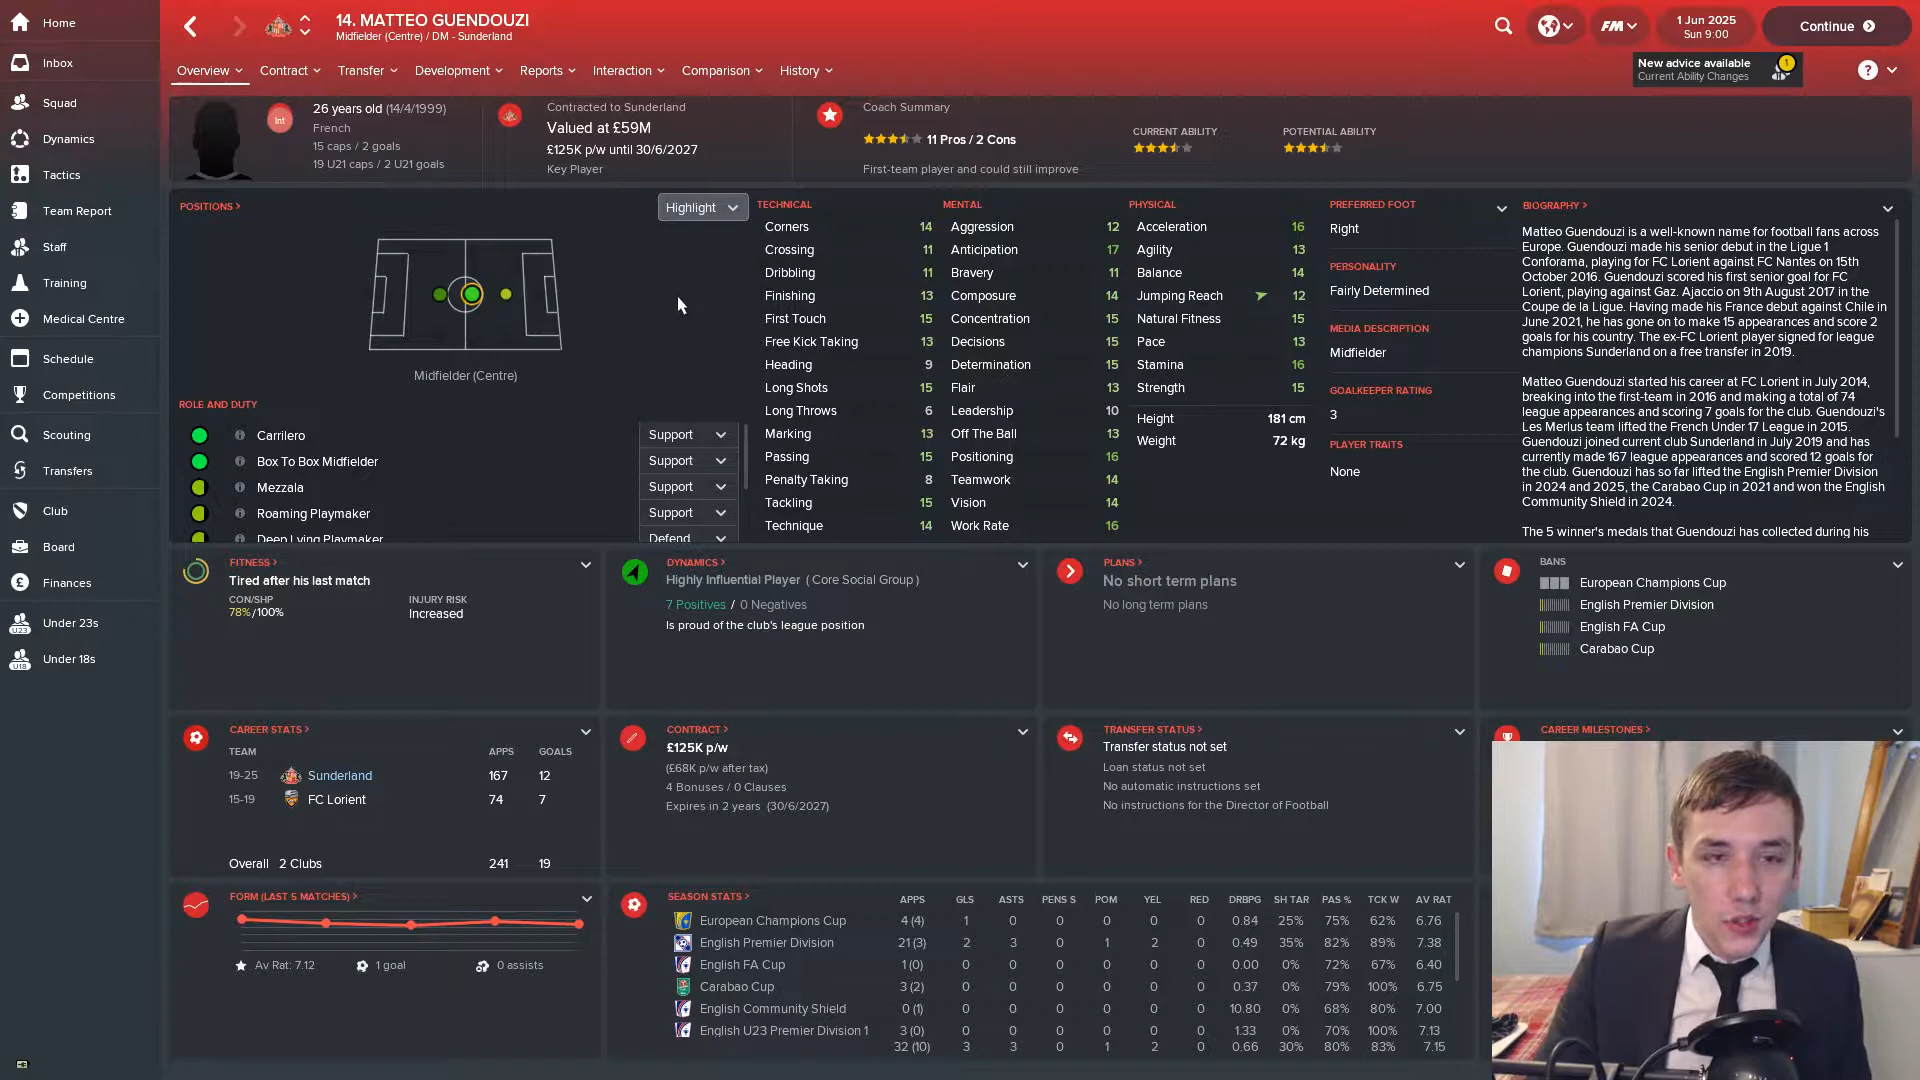 Home
Inbox
Squad
Dynamics
Tactics
Team Report
Staff
Training
Medical Centre
Schedule
Competitions
Scouting
Transfers
Club
Board
Finances
U23
Under 23s
U18
Under 18s
14. MATTEO GUENDOUZI
Midfielder (Centre) / DM - Sunderland
FM
1 Jun 2025
Sun 9:00
Continue
Overview
Contract
Transfer
Development
Reports
Interaction
Comparison
History
New advice available
Current Ability Changes
1
?
Int
26 years old (14/4/1999)
French
15 caps / 2 goals
19 U21 caps / 2 U21 goals
Contracted to Sunderland
Valued at £59M
£125K p/w until 30/6/2027
Key Player
Coach Summary
11 Pros / 2 Cons
First-team player and could still improve
CURRENT ABILITY
POTENTIAL ABILITY
POSITIONS >
Highlight
Midfielder (Centre)
ROLE AND DUTY
Carrilero Support
Box To Box Midfielder Support
Mezzala Support
Roaming Playmaker Support
Deep Lying Playmaker Defend
TECHNICAL
Corners 14
Crossing 11
Dribbling 11
Finishing 13
First Touch 15
Free Kick Taking 13
Heading 9
Long Shots 15
Long Throws 6
Marking 13
Passing 15
Penalty Taking 8
Tackling 15
Technique 14
MENTAL
Aggression 12
Anticipation 17
Bravery 11
Composure 14
Concentration 15
Decisions 15
Determination 15
Flair 13
Leadership 10
Off The Ball 13
Positioning 16
Teamwork 14
Vision 14
Work Rate 16
PHYSICAL
Acceleration 16
Agility 13
Balance 14
Jumping Reach 12
Natural Fitness 15
Pace 13
Stamina 16
Strength 15
Height 181 cm
Weight 72 kg
PREFERRED FOOT
Right
PERSONALITY
Fairly Determined
MEDIA DESCRIPTION
Midfielder
GOALKEEPER RATING
3
PLAYER TRAITS
None
BIOGRAPHY >
Matteo Guendouzi is a well-known name for football fans across
Europe. Guendouzi made his senior debut in the Ligue 1
Conforama, playing for FC Lorient against FC Nantes on 15th
October 2016. Guendouzi scored his first senior goal for FC
Lorient, playing against Gaz. Ajaccio on 9th August 2017 in the
Coupe de la Ligue. Having made his France debut against Chile in
June 2021, he has gone on to make 15 appearances and score 2
goals for his country. The ex-FC Lorient player signed for league
champions Sunderland on a free transfer in 2019.
Matteo Guendouzi started his career at FC Lorient in July 2014,
breaking into the first-team in 2016 and making a total of 74
league appearances and scoring 7 goals for the club. Guendouzi's
Les Merlus team lifted the French Under 17 League in 2015.
Guendouzi joined current club Sunderland in July 2019 and has
currently made 167 league appearances and scored 12 goals for
the club. Guendouzi has so far lifted the English Premier Division
in 2024 and 2025, the Carabao Cup in 2021 and won the English
Community Shield in 2024.
The 5 winner's medals that Guendouzi has collected during his
FITNESS >
Tired after his last match
CON/SHP
78%/100%
INJURY RISK
Increased
DYNAMICS >
Highly Influential Player ( Core Social Group )
7 Positives / 0 Negatives
Is proud of the club's league position
PLANS >
No short term plans
No long term plans
BANS
European Champions Cup
English Premier Division
English FA Cup
Carabao Cup
CAREER STATS >
TEAM APPS GOALS
19-25 Sunderland 167 12
15-19 FC Lorient 74 7
Overall 2 Clubs 241 19
CONTRACT >
£125K p/w
(£68K p/w after tax)
4 Bonuses / 0 Clauses
Expires in 2 years (30/6/2027)
TRANSFER STATUS >
Transfer status not set
Loan status not set
No automatic instructions set
No instructions for the Director of Football
CAREER MILESTONES >
FORM (LAST 5 MATCHES) >
Av Rat: 7.12
1 goal
0 assists
SEASON STATS > APPS GLS ASTS PENS S POM YEL RED DRBPG SH TAR PAS % TCK W AV RAT
European Champions Cup 4 (4) 1 0 0 0 0 0 0.84 25% 75% 62% 6.76
English Premier Division 21 (3) 2 3 0 1 2 0 0.49 35% 82% 89% 7.38
English FA Cup 1 (0) 0 0 0 0 0 0 0.00 0% 72% 67% 6.40
Carabao Cup 3 (2) 0 0 0 0 0 0 0.37 0% 79% 100% 6.75
English Community Shield 0 (1) 0 0 0 0 0 0 10.80 0% 68% 80% 7.00
English U23 Premier Division 1 3 (0) 0 0 0 0 0 0 1.33 0% 70% 100% 7.13
32 (10) 3 3 0 1 2 0 0.66 30% 80% 83% 7.15